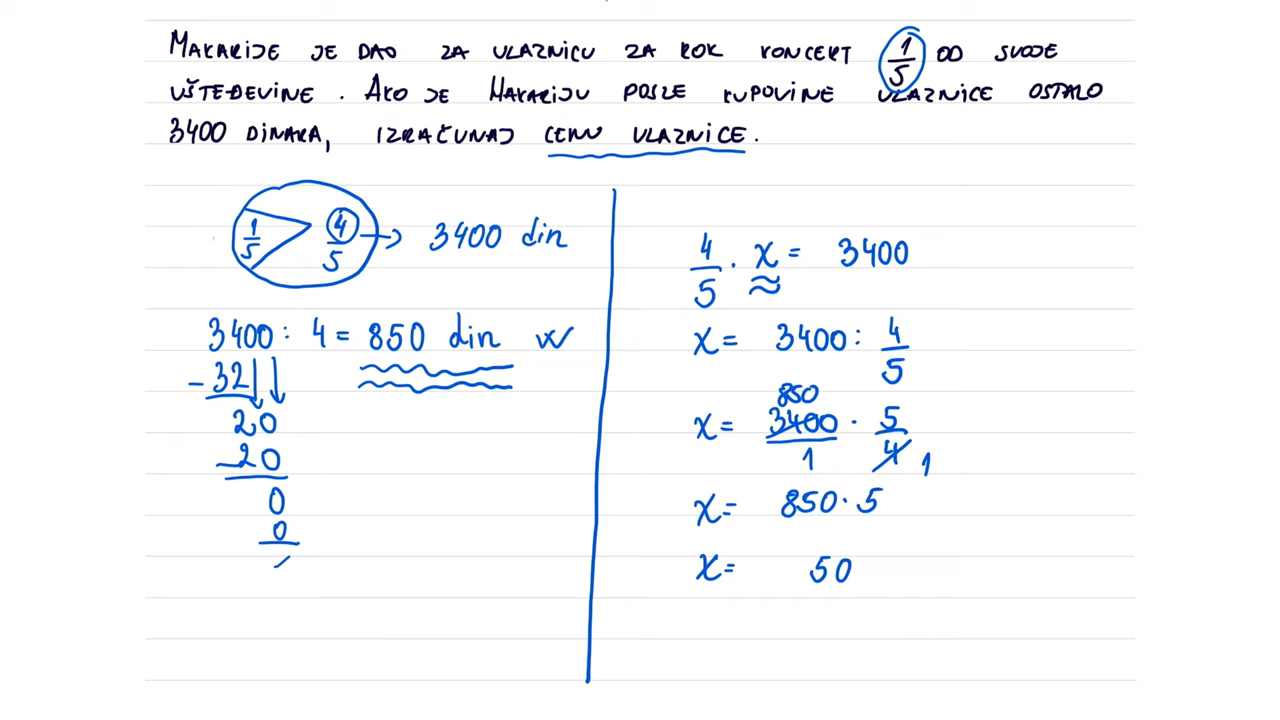 MAKARIJE JE DAO ZA ULAZNICU ZA ROK KONCERT 1/5 OD SVOJE
UŠTEĐEVINE. AKO JE MAKARIJU POSLE KUPOVINE ULAZNICE OSTALO
3400 DINARA, IZRAČUNAJ CENU ULAZNICE.
1/5 4/5 → 3400 din
3400 : 4 = 850 din
- 32
20
- 20
0
0
4/5 · x = 3400
x = 3400 : 4/5
850
x = 3400/1 · 5/4 1
x = 850 · 5
x = 50